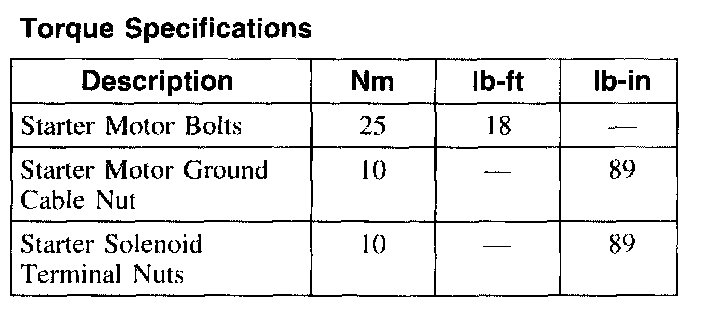 Torque Specifications
Description Nm lb-ft lb-in
Starter Motor Bolts 25 18 —
Starter Motor Ground 10 — 89
Cable Nut
Starter Solenoid 10 — 89
Terminal Nuts